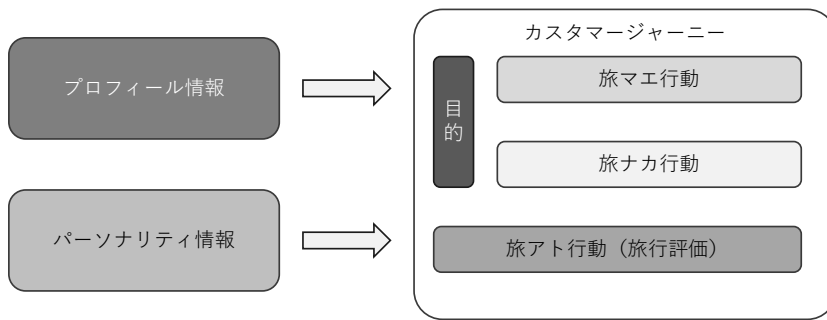 カスタマージャーニー
プロフィール情報
目的
旅マエ行動
旅ナカ行動
パーソナリティ情報
旅アト行動（旅行評価）